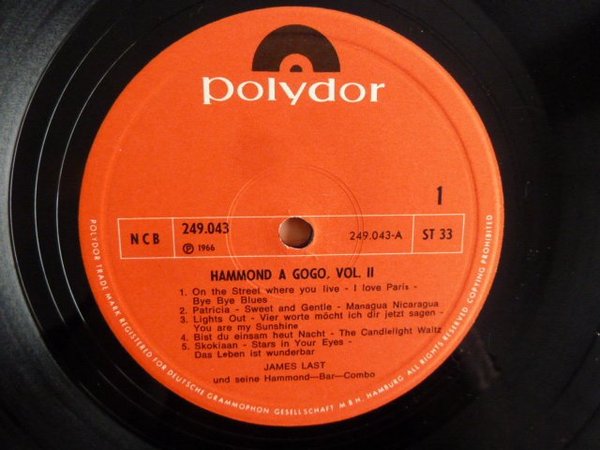 polydor
1
NCB
249.043
℗ 1966
249.043-A
ST 33
HAMMOND A GOGO. VOL. II
1. On the Street where you live - I love Paris -
Bye Bye Blues
2. Patricia - Sweet and Gentle - Managua Nicaragua
3. Lights Out - Vier worte möcht ich dir jetzt sagen -
You are my Sunshine
4. Bist du einsam heut Nacht - The Candlelight Waltz
5. Skokiaan - Stars in Your Eyes -
Das Leben ist wunderbar
JAMES LAST
und seine Hammond—Bar—Combo
POLYDOR TRADE MARK REGISTERED FOR DEUTSCHE GRAMMOPHON GESELLSCHAFT M B H, HAMBURG. ALL RIGHTS RESERVED. COPYING PROHIBITED